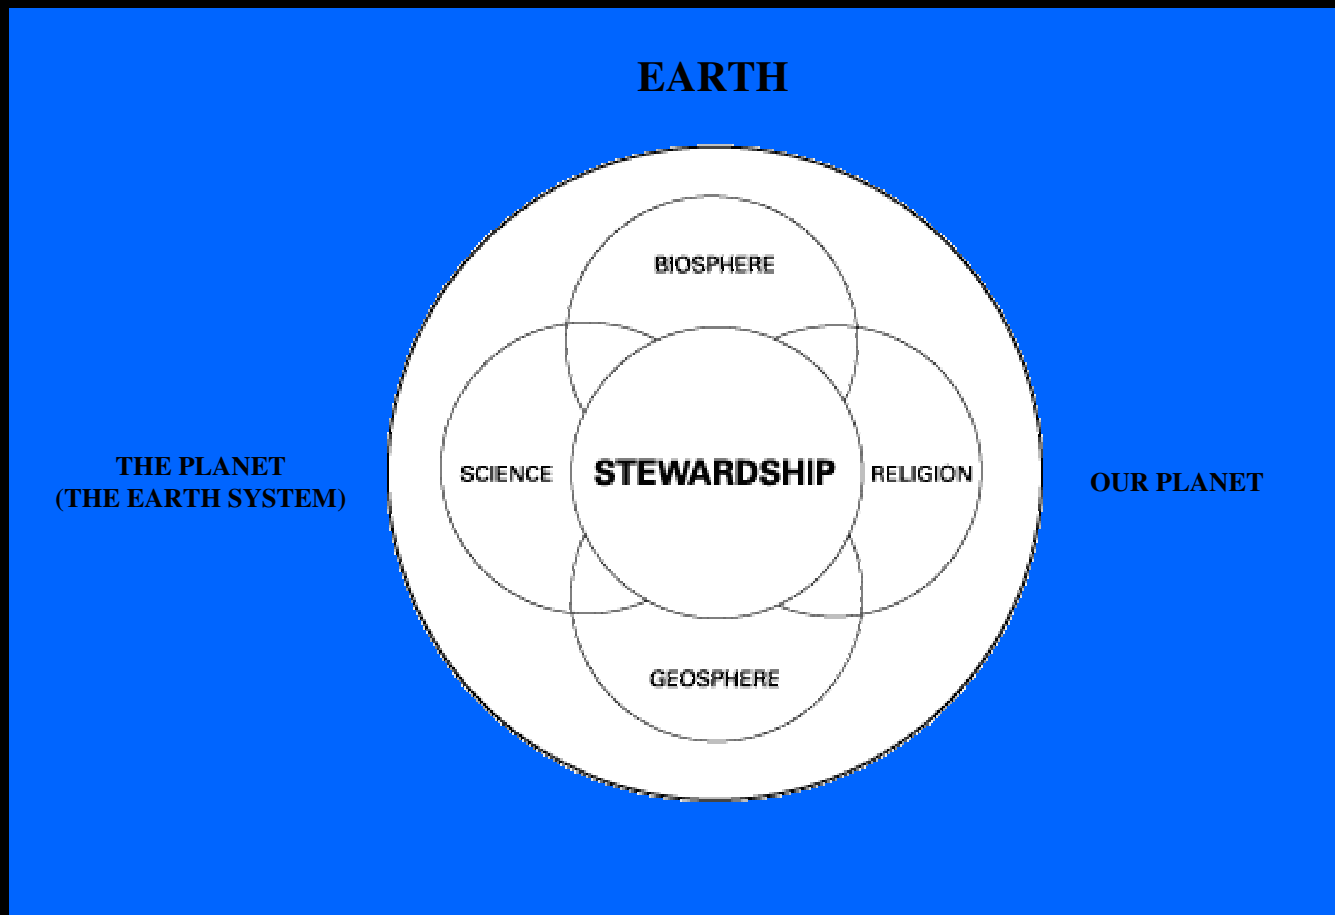 EARTH
BIOSPHERE
THE PLANET
(THE EARTH SYSTEM)
SCIENCE
STEWARDSHIP
RELIGION
OUR PLANET
GEOSPHERE